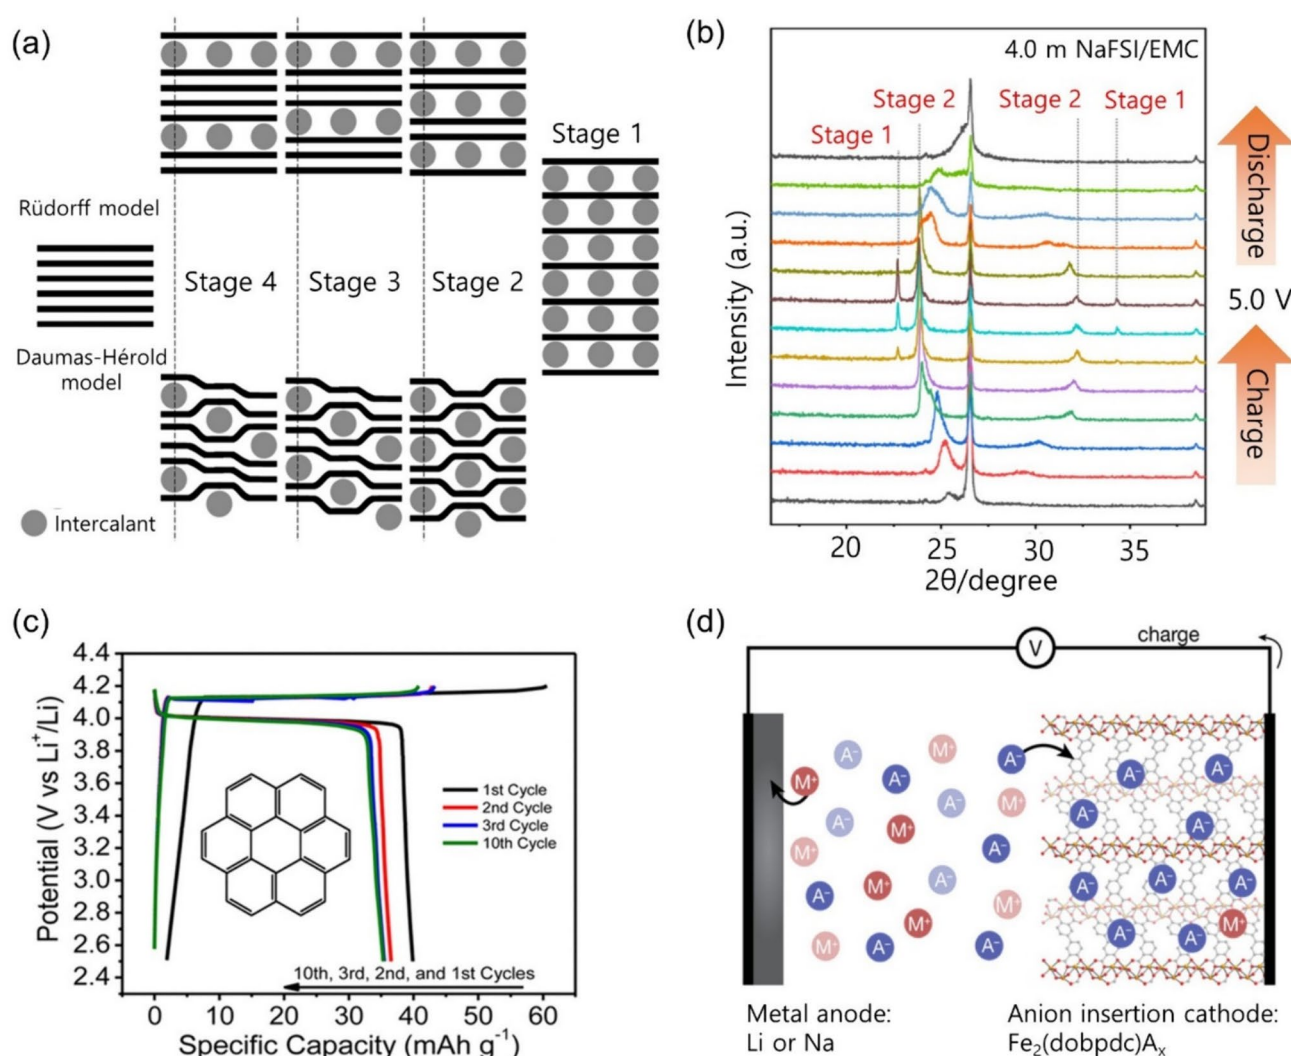 (a)
Rüdorff model
Stage 4
Stage 3
Stage 2
Stage 1
Daumas-Hérold
model
Intercalant
(b)
4.0 m NaFSI/EMC
Stage 2
Stage 2
Stage 1
Stage 1
Discharge
5.0 V
Charge
Intensity (a.u.)
20
25
30
35
2θ/degree
(c)
4.4
4.2
4.0
3.8
3.6
3.4
3.2
3.0
2.8
2.6
2.4
Potential (V vs Li⁺/Li)
1st Cycle
2nd Cycle
3rd Cycle
10th Cycle
10th, 3rd, 2nd, and 1st Cycles
0
10
20
30
40
50
60
Specific Capacity (mAh g⁻¹)
(d)
V
charge
M⁺
A⁻
M⁺
A⁻
A⁻
A⁻
M⁺
A⁻
M⁺
M⁺
A⁻
M⁺
A⁻
A⁻
M⁺
M⁺
M⁺
A⁻
A⁻
A⁻
A⁻
A⁻
A⁻
A⁻
A⁻
A⁻
A⁻
A⁻
M⁺
Metal anode:
Li or Na
Anion insertion cathode:
Fe₂(dobpdc)Aₓ